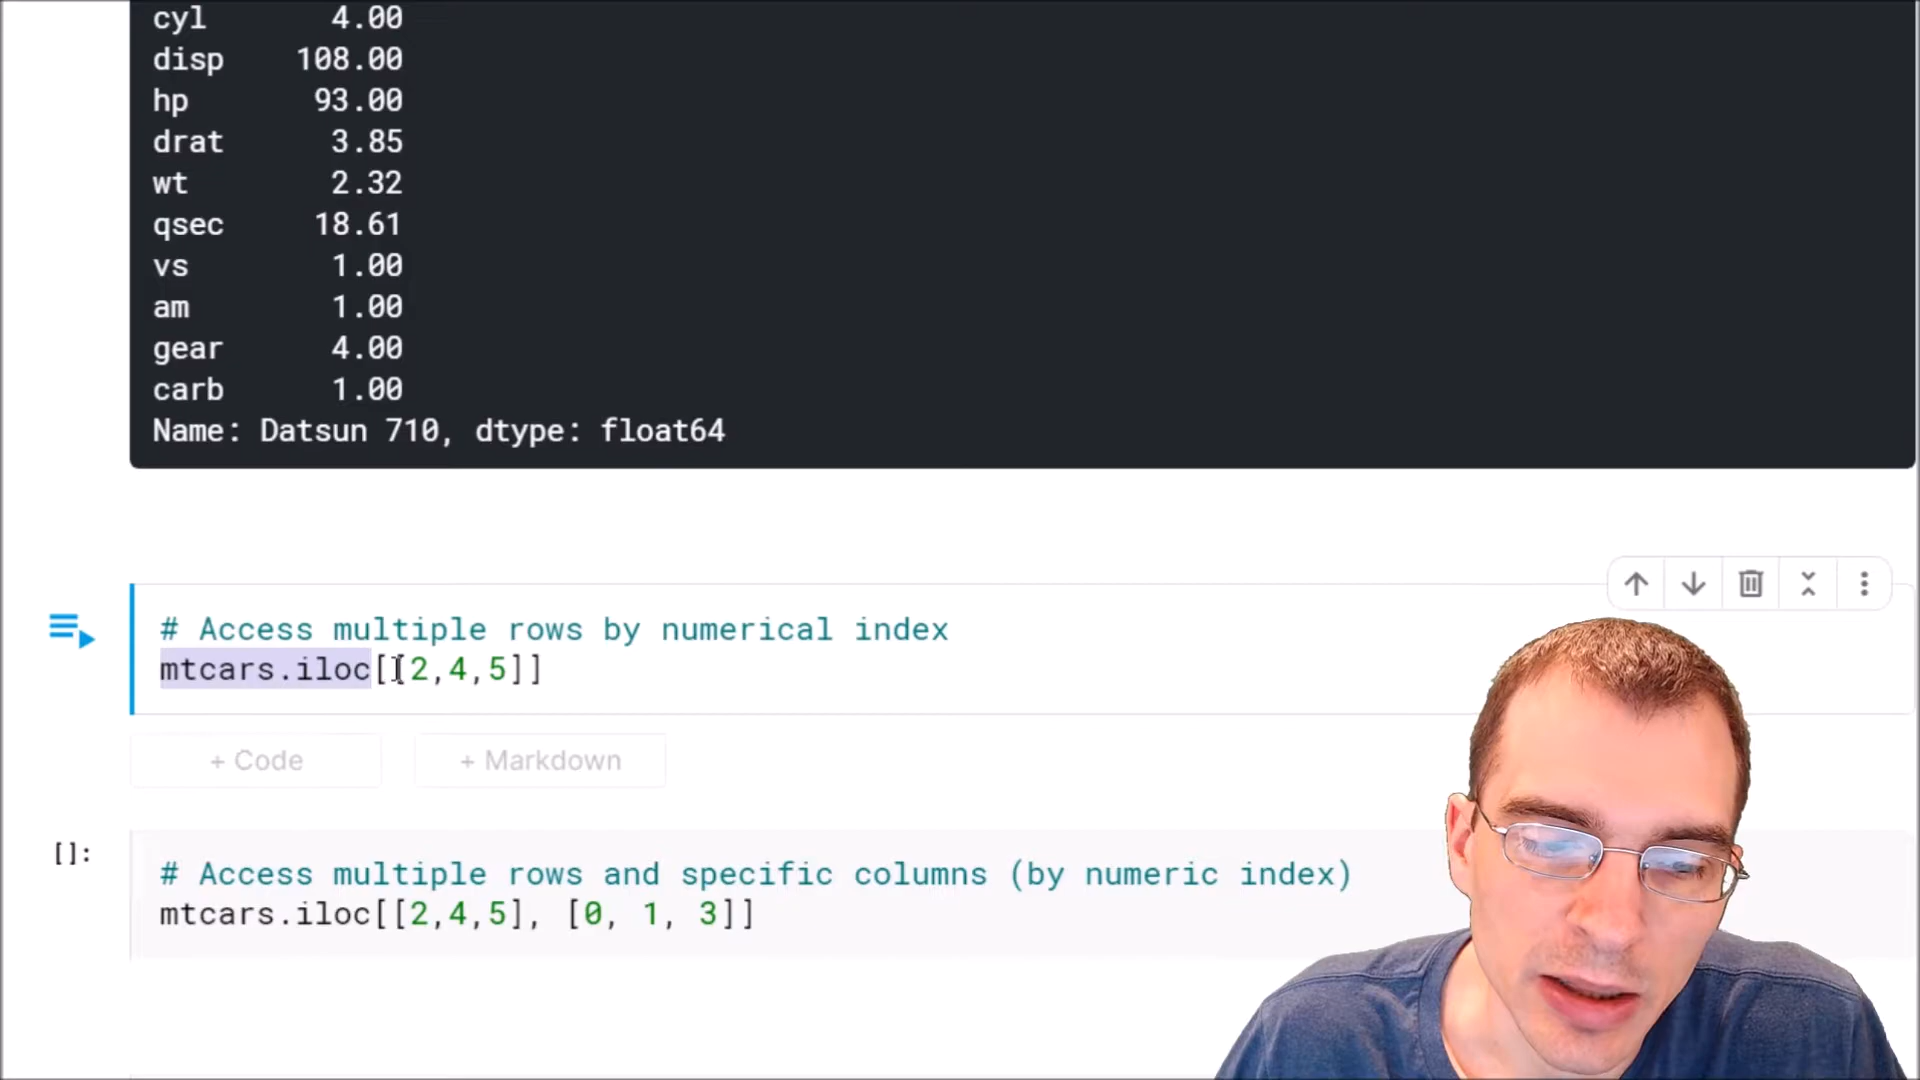 cyl 4.00
disp 108.00
hp 93.00
drat 3.85
wt 2.32
qsec 18.61
vs 1.00
am 1.00
gear 4.00
carb 1.00
Name: Datsun 710, dtype: float64
# Access multiple rows by numerical index
mtcars.iloc[[2,4,5]]
+ Code + Markdown
[]:
# Access multiple rows and specific columns (by numeric index)
mtcars.iloc[[2,4,5], [0, 1, 3]]